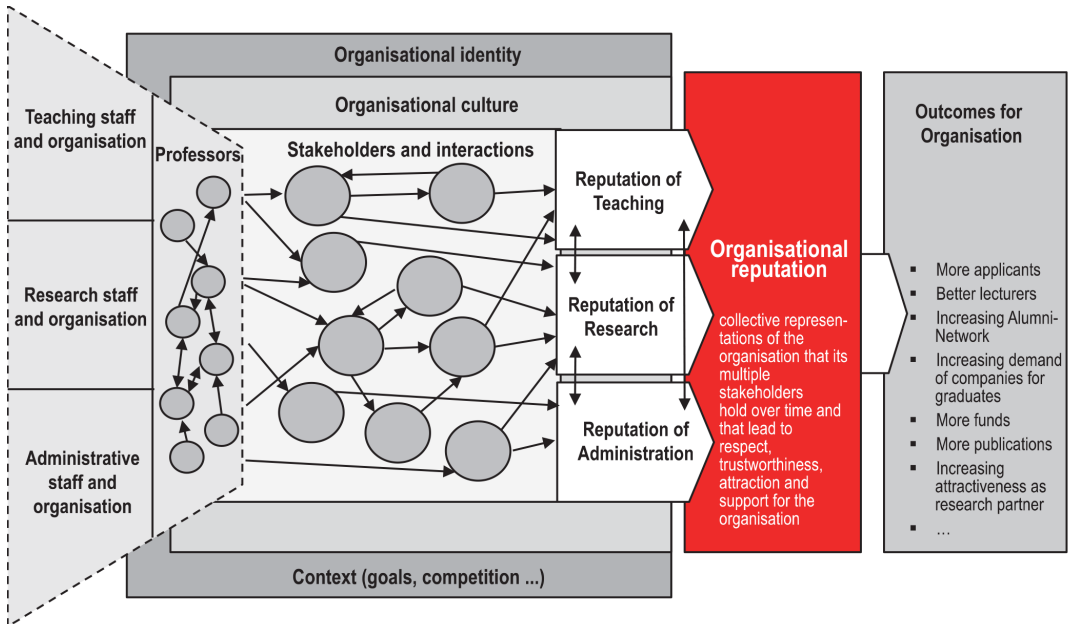 Organisational identity
Organisational culture
Teaching staff
and organisation
Professors
Stakeholders and interactions
Research staff
and organisation
Administrative
staff and
organisation
Reputation of
Teaching
Reputation of
Research
Reputation of
Administration
Context (goals, competition ...)
Organisational
reputation
collective represen-
tations of the
organisation that its
multiple
stakeholders
hold over time and
that lead to
respect,
trustworthiness,
attraction and
support for the
organisation
Outcomes for
Organisation
▪ More applicants
▪ Better lecturers
▪ Increasing Alumni-
Network
▪ Increasing demand
of companies for
graduates
▪ More funds
▪ More publications
▪ Increasing
attractiveness as
research partner
▪ ...